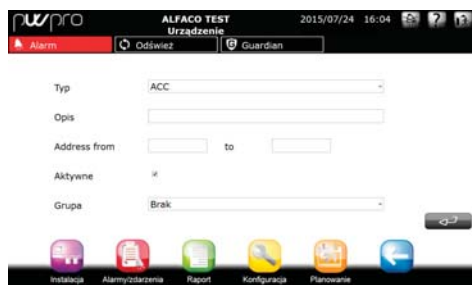 pwpro ALFACO TEST 2015/07/24 16:04
Urządzenie
Alarm Odśwież Guardian
Typ ACC
Opis
Address from to
Aktywne
Grupa Brak
Instalacja Alarmy/zdarzenia Raport Konfiguracja Planowanie